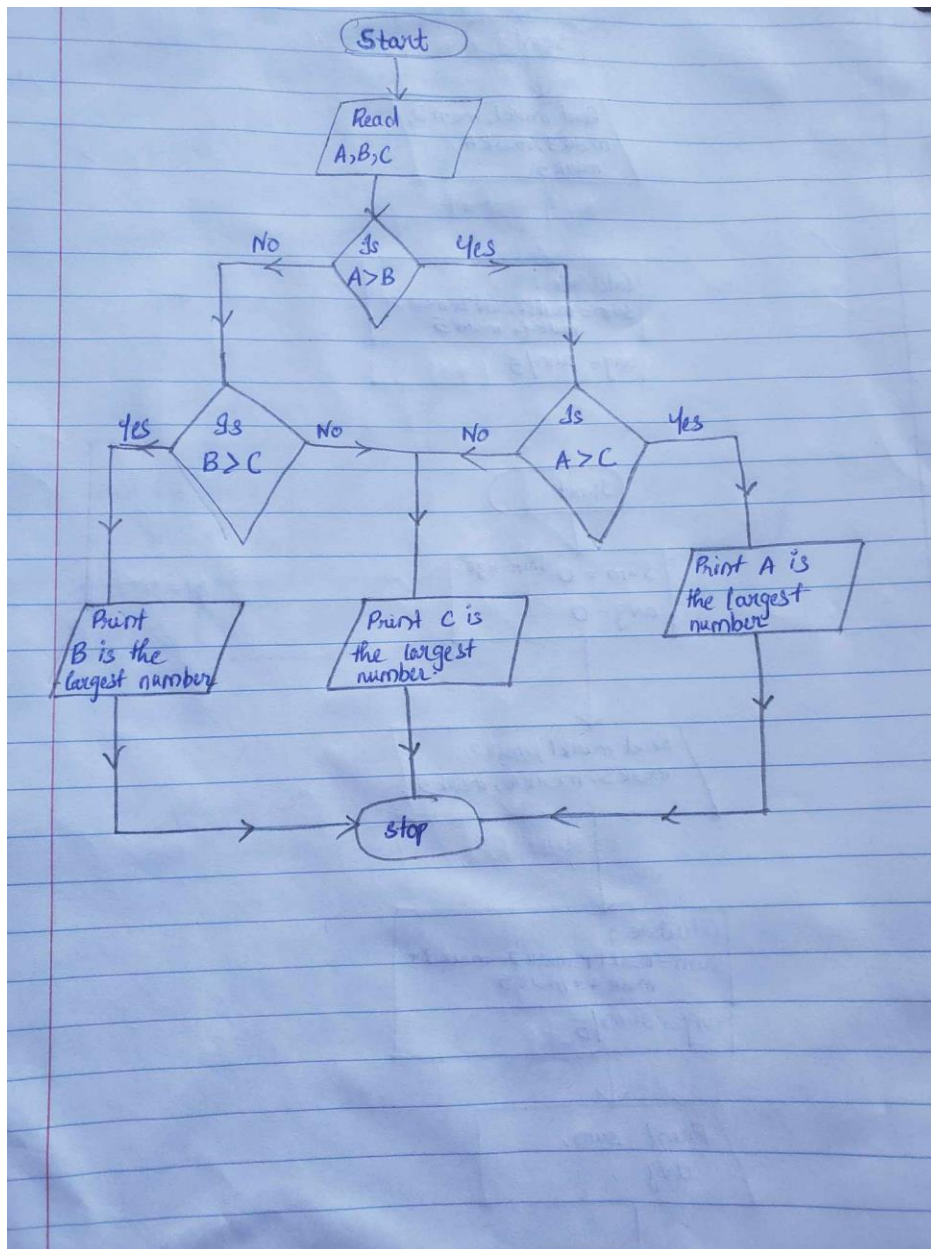 Start
Read
A,B,C
Is
A>B
No
Yes
Is
B>C
Yes
No
Is
A>C
No
Yes
Print
B is the
largest number
Print C is
the largest
number.
Print A is
the largest
number
stop